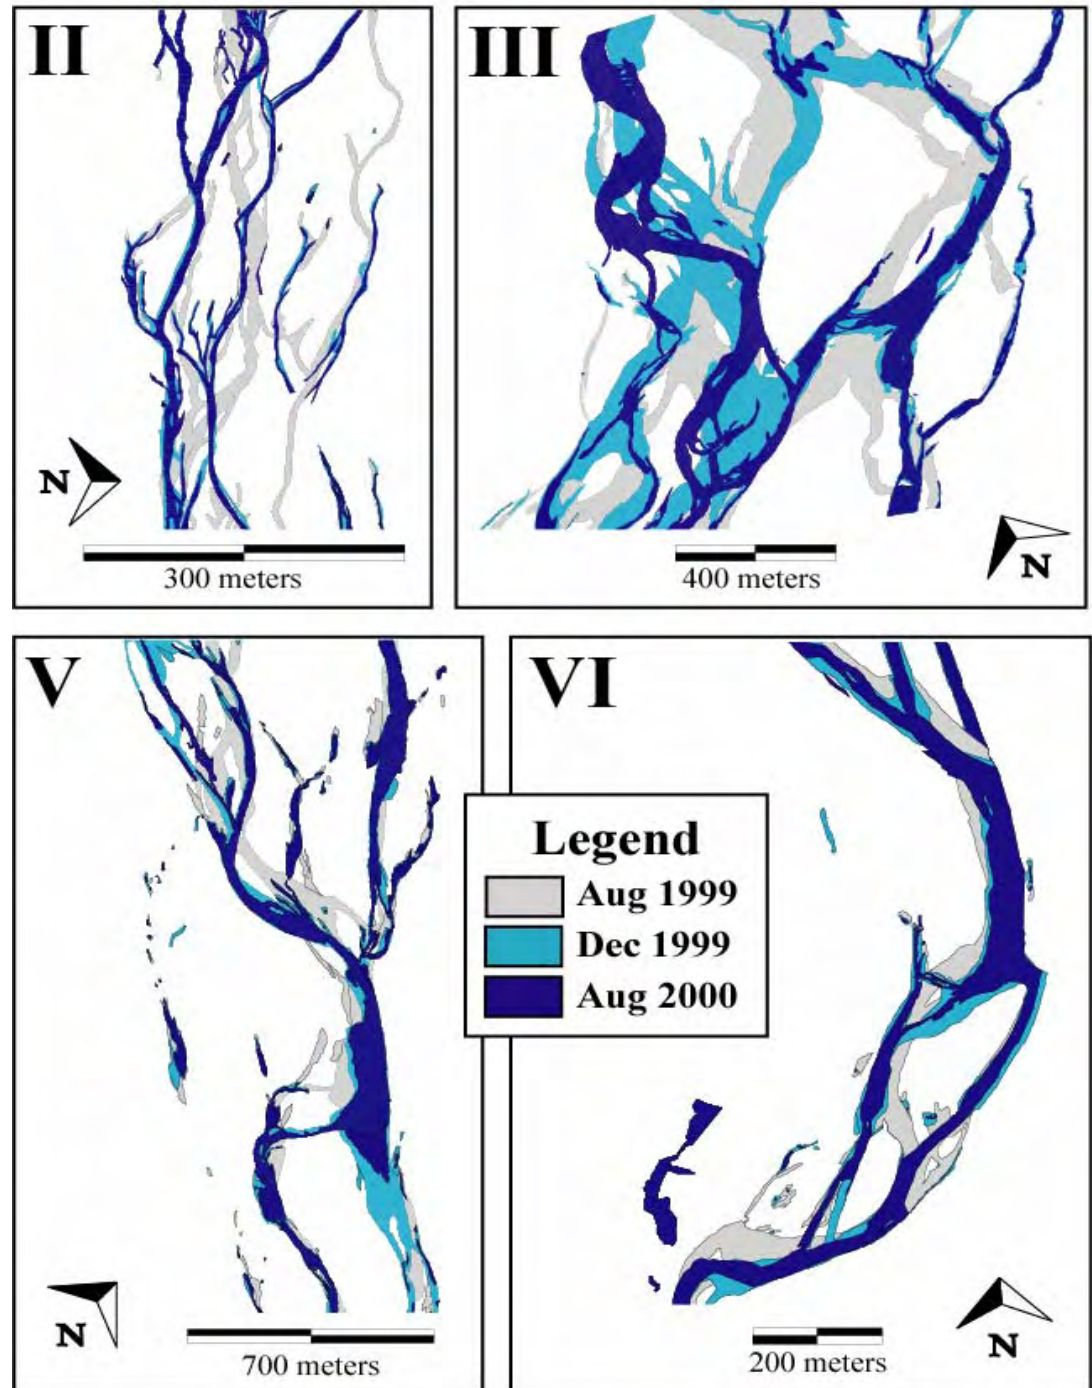 II
III
N
300 meters
N
400 meters
V
VI
Legend
Aug 1999
Dec 1999
Aug 2000
N
700 meters
N
200 meters